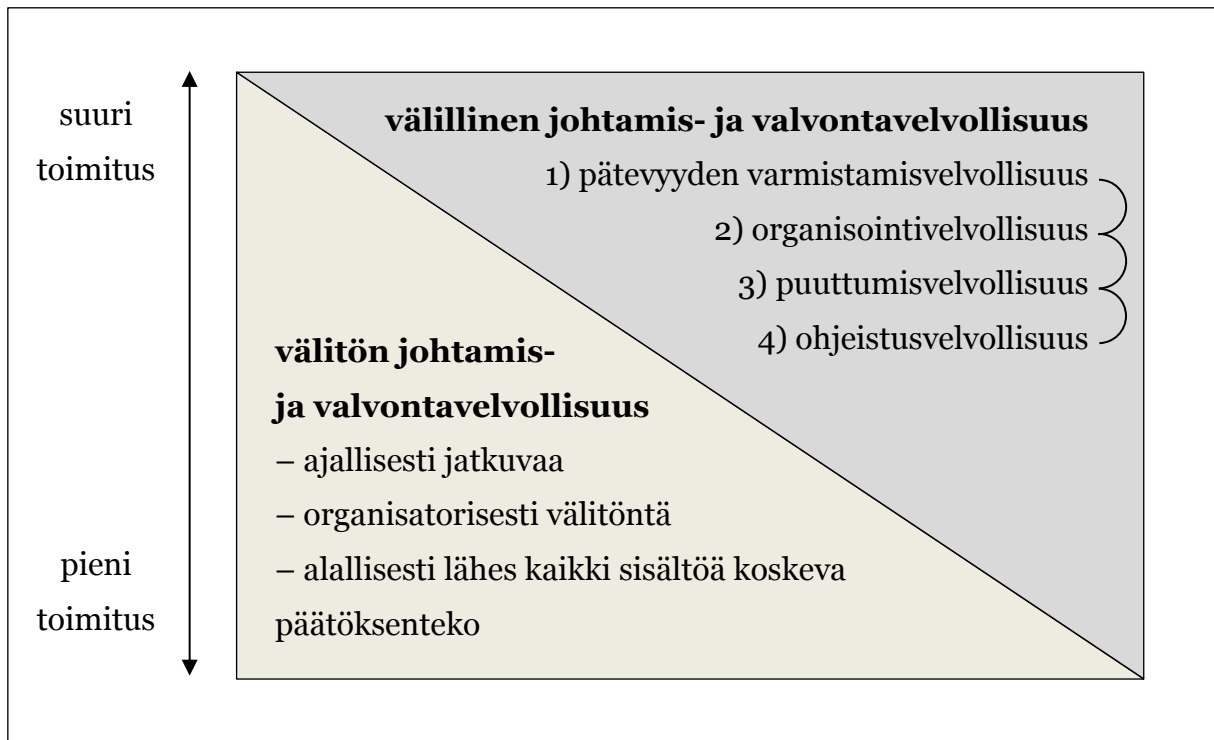 suuri
toimitus
välillinen johtamis- ja valvontavelvollisuus
1) pätevyyden varmistamisvelvollisuus
2) organisointivelvollisuus
3) puuttumisvelvollisuus
4) ohjeistusvelvollisuus
välitön johtamis-
ja valvontavelvollisuus
– ajallisesti jatkuvaa
– organisatorisesti välitöntä
– alallisesti lähes kaikki sisältöä koskeva
päätöksenteko
pieni
toimitus